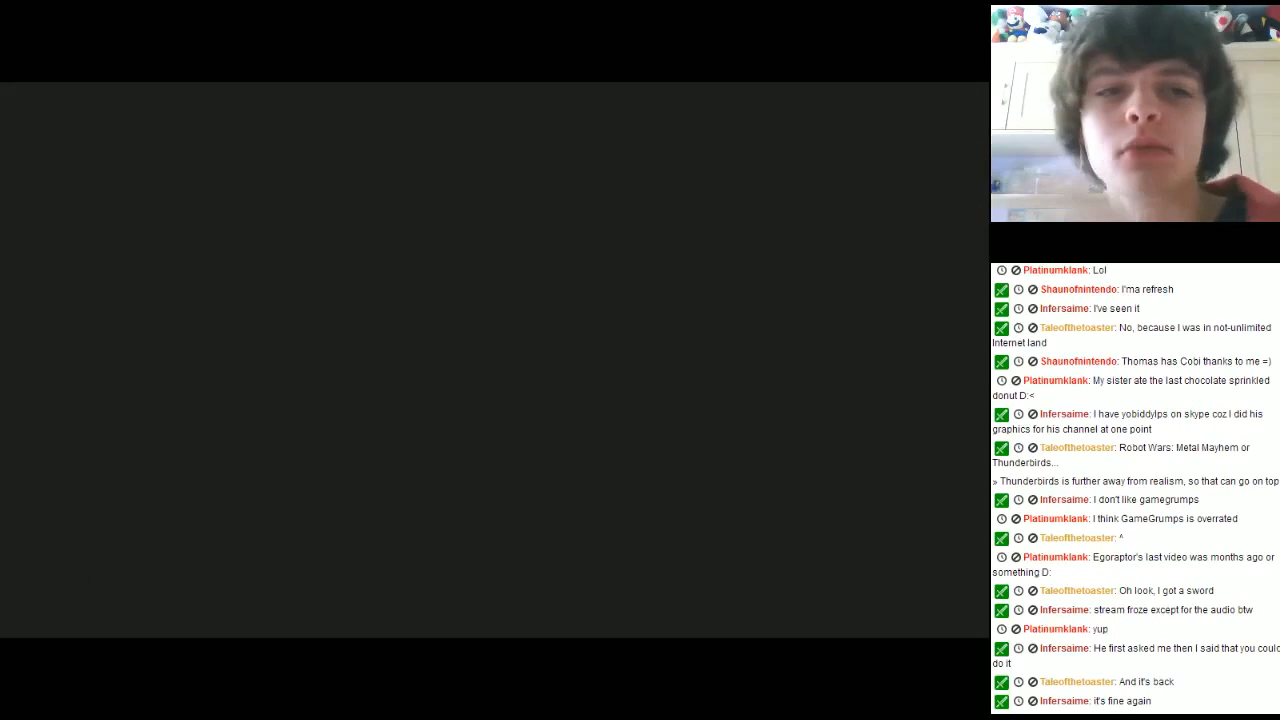 Platinumklank: Lol
Shaunofnintendo: I'ma refresh
Infersaime: I've seen it
Taleofthetoaster: No, because I was in not-unlimited
Internet land
Shaunofnintendo: Thomas has Cobi thanks to me =)
Platinumklank: My sister ate the last chocolate sprinkled
donut D:<
Infersaime: I have yobiddylps on skype coz I did his
graphics for his channel at one point
Taleofthetoaster: Robot Wars: Metal Mayhem or
Thunderbirds...
» Thunderbirds is further away from realism, so that can go on top
Infersaime: I don't like gamegrumps
Platinumklank: I think GameGrumps is overrated
Taleofthetoaster: ^
Platinumklank: Egoraptor's last video was months ago or
something D:
Taleofthetoaster: Oh look, I got a sword
Infersaime: stream froze except for the audio btw
Platinumklank: yup
Infersaime: He first asked me then I said that you could
do it
Taleofthetoaster: And it's back
Infersaime: it's fine again